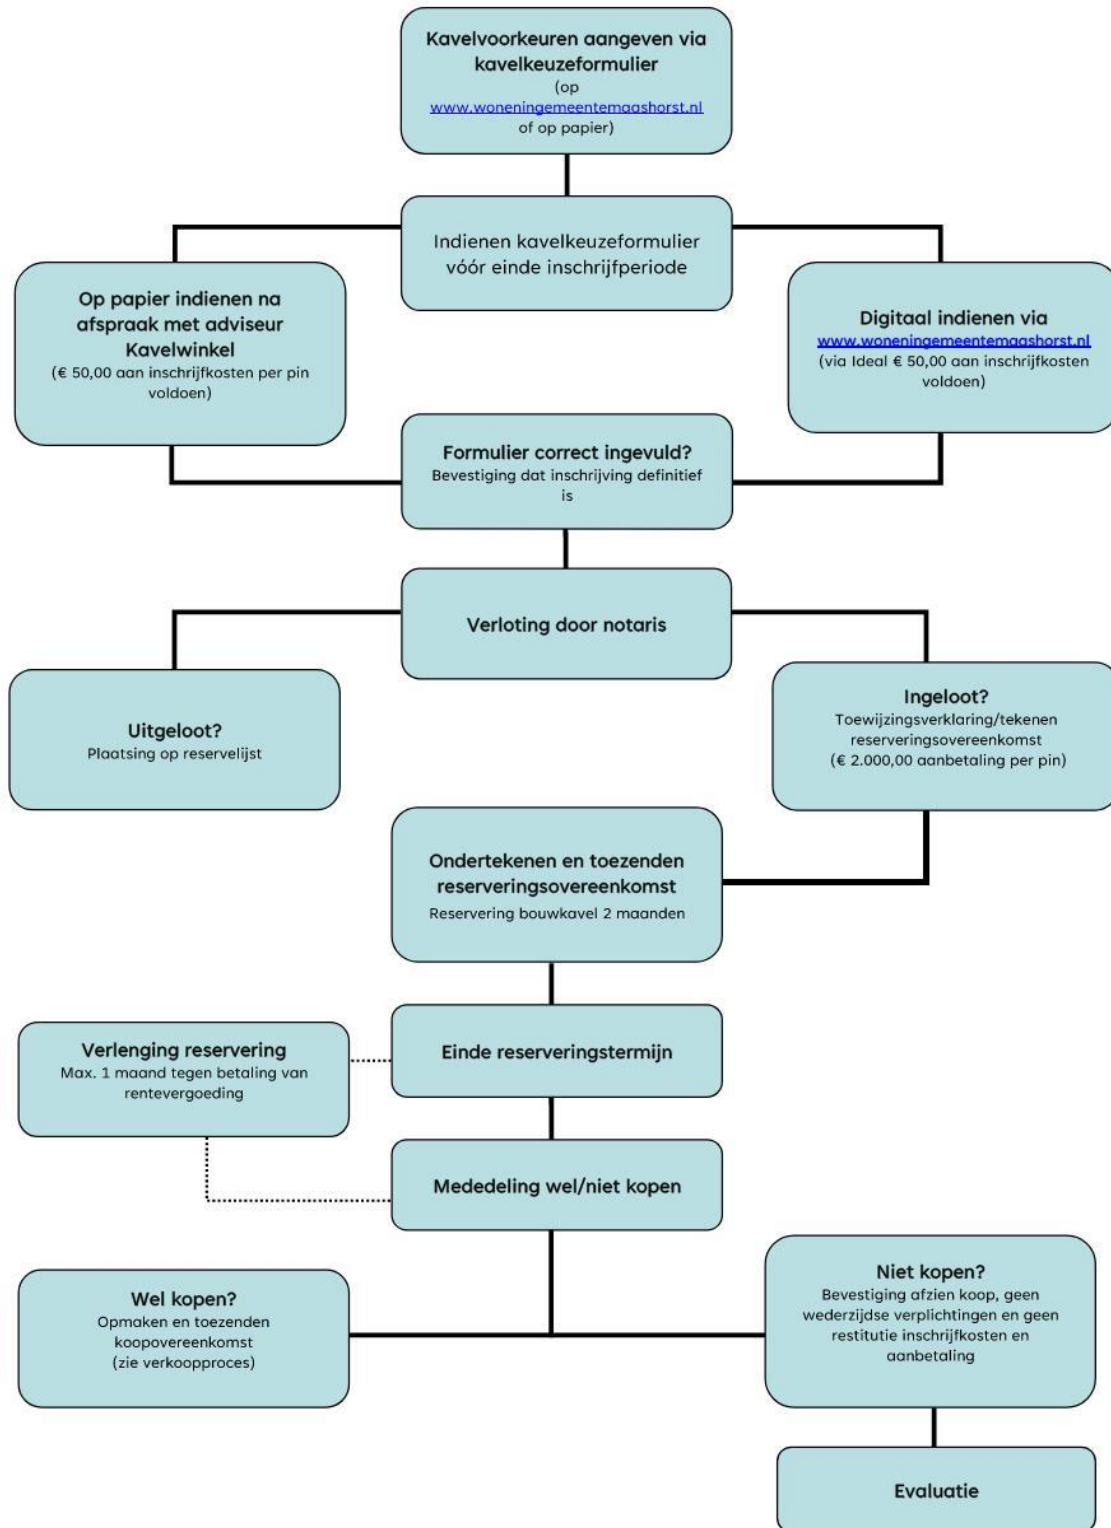 Kavelvoorkeuren aangeven via
kavelkeuzeformulier
(op
www.woneningemeentemaashorst.nl
of op papier)
Indienen kavelkeuzeformulier
vóór einde inschrijfperiode
Op papier indienen na
afspraak met adviseur
Kavelwinkel
(€ 50,00 aan inschrijfkosten per pin
voldoen)
Digitaal indienen via
www.woneningemeentemaashorst.nl
(via Ideal € 50,00 aan inschrijfkosten
voldoen)
Formulier correct ingevuld?
Bevestiging dat inschrijving definitief
is
Verloting door notaris
Uitgeloot?
Plaatsing op reservelijst
Ingeloot?
Toewijzingsverklaring/tekenen
reserveringsovereenkomst
(€ 2.000,00 aanbetaling per pin)
Ondertekenen en toezenden
reserveringsovereenkomst
Reservering bouwkavel 2 maanden
Verlenging reservering
Max. 1 maand tegen betaling van
rentevergoeding
Einde reserveringstermijn
Mededeling wel/niet kopen
Wel kopen?
Opmaken en toezenden
koopovereenkomst
(zie verkoopproces)
Niet kopen?
Bevestiging afzien koop, geen
wederzijdse verplichtingen en geen
restitutie inschrijfkosten en
aanbetaling
Evaluatie